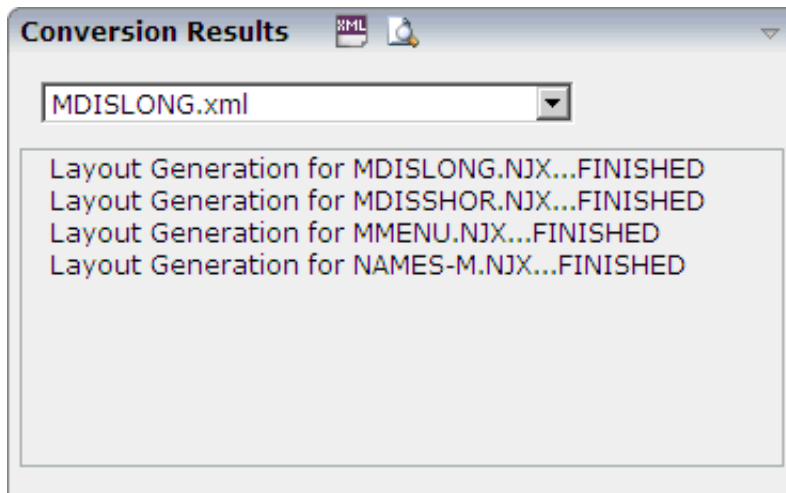 Conversion Results XML
MDISLONG.xml
Layout Generation for MDISLONG.NJX...FINISHED
Layout Generation for MDISSHOR.NJX...FINISHED
Layout Generation for MMENU.NJX...FINISHED
Layout Generation for NAMES-M.NJX...FINISHED